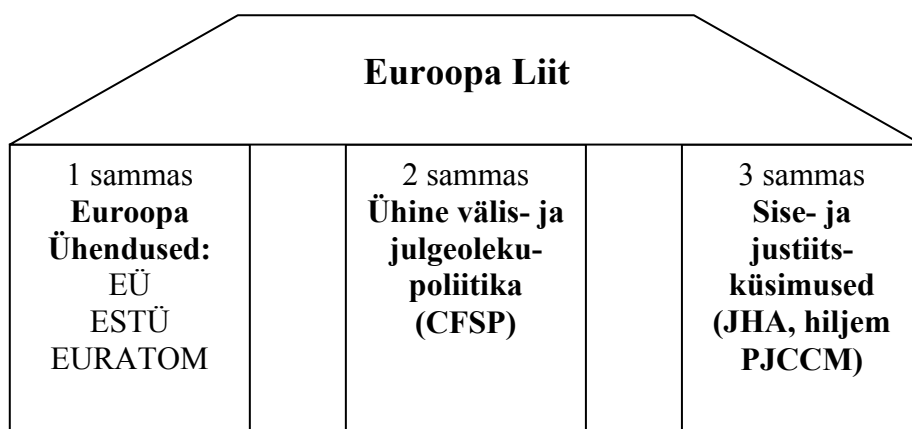 Euroopa Liit
1 sammas
Euroopa
Ühendused:
EÜ
ESTÜ
EURATOM
2 sammas
Ühine välis- ja
julgeoleku-
poliitika
(CFSP)
3 sammas
Sise- ja
justiits-
küsimused
(JHA, hiljem
PJCCM)